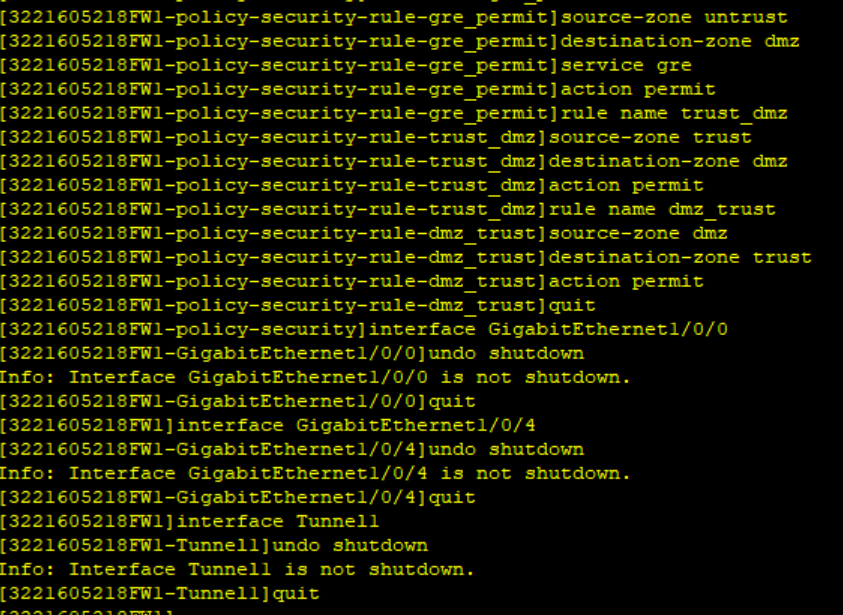 [3221605218FW1-policy-security-rule-gre_permit]source-zone untrust
[3221605218FW1-policy-security-rule-gre_permit]destination-zone dmz
[3221605218FW1-policy-security-rule-gre_permit]service gre
[3221605218FW1-policy-security-rule-gre_permit]action permit
[3221605218FW1-policy-security-rule-gre_permit]rule name trust_dmz
[3221605218FW1-policy-security-rule-trust_dmz]source-zone trust
[3221605218FW1-policy-security-rule-trust_dmz]destination-zone dmz
[3221605218FW1-policy-security-rule-trust_dmz]action permit
[3221605218FW1-policy-security-rule-trust_dmz]rule name dmz_trust
[3221605218FW1-policy-security-rule-dmz_trust]source-zone dmz
[3221605218FW1-policy-security-rule-dmz_trust]destination-zone trust
[3221605218FW1-policy-security-rule-dmz_trust]action permit
[3221605218FW1-policy-security-rule-dmz_trust]quit
[3221605218FW1-policy-security]interface GigabitEthernet1/0/0
[3221605218FW1-GigabitEthernet1/0/0]undo shutdown
Info: Interface GigabitEthernet1/0/0 is not shutdown.
[3221605218FW1-GigabitEthernet1/0/0]quit
[3221605218FW1]interface GigabitEthernet1/0/4
[3221605218FW1-GigabitEthernet1/0/4]undo shutdown
Info: Interface GigabitEthernet1/0/4 is not shutdown.
[3221605218FW1-GigabitEthernet1/0/4]quit
[3221605218FW1]interface Tunnel1
[3221605218FW1-Tunnel1]undo shutdown
Info: Interface Tunnel1 is not shutdown.
[3221605218FW1-Tunnel1]quit